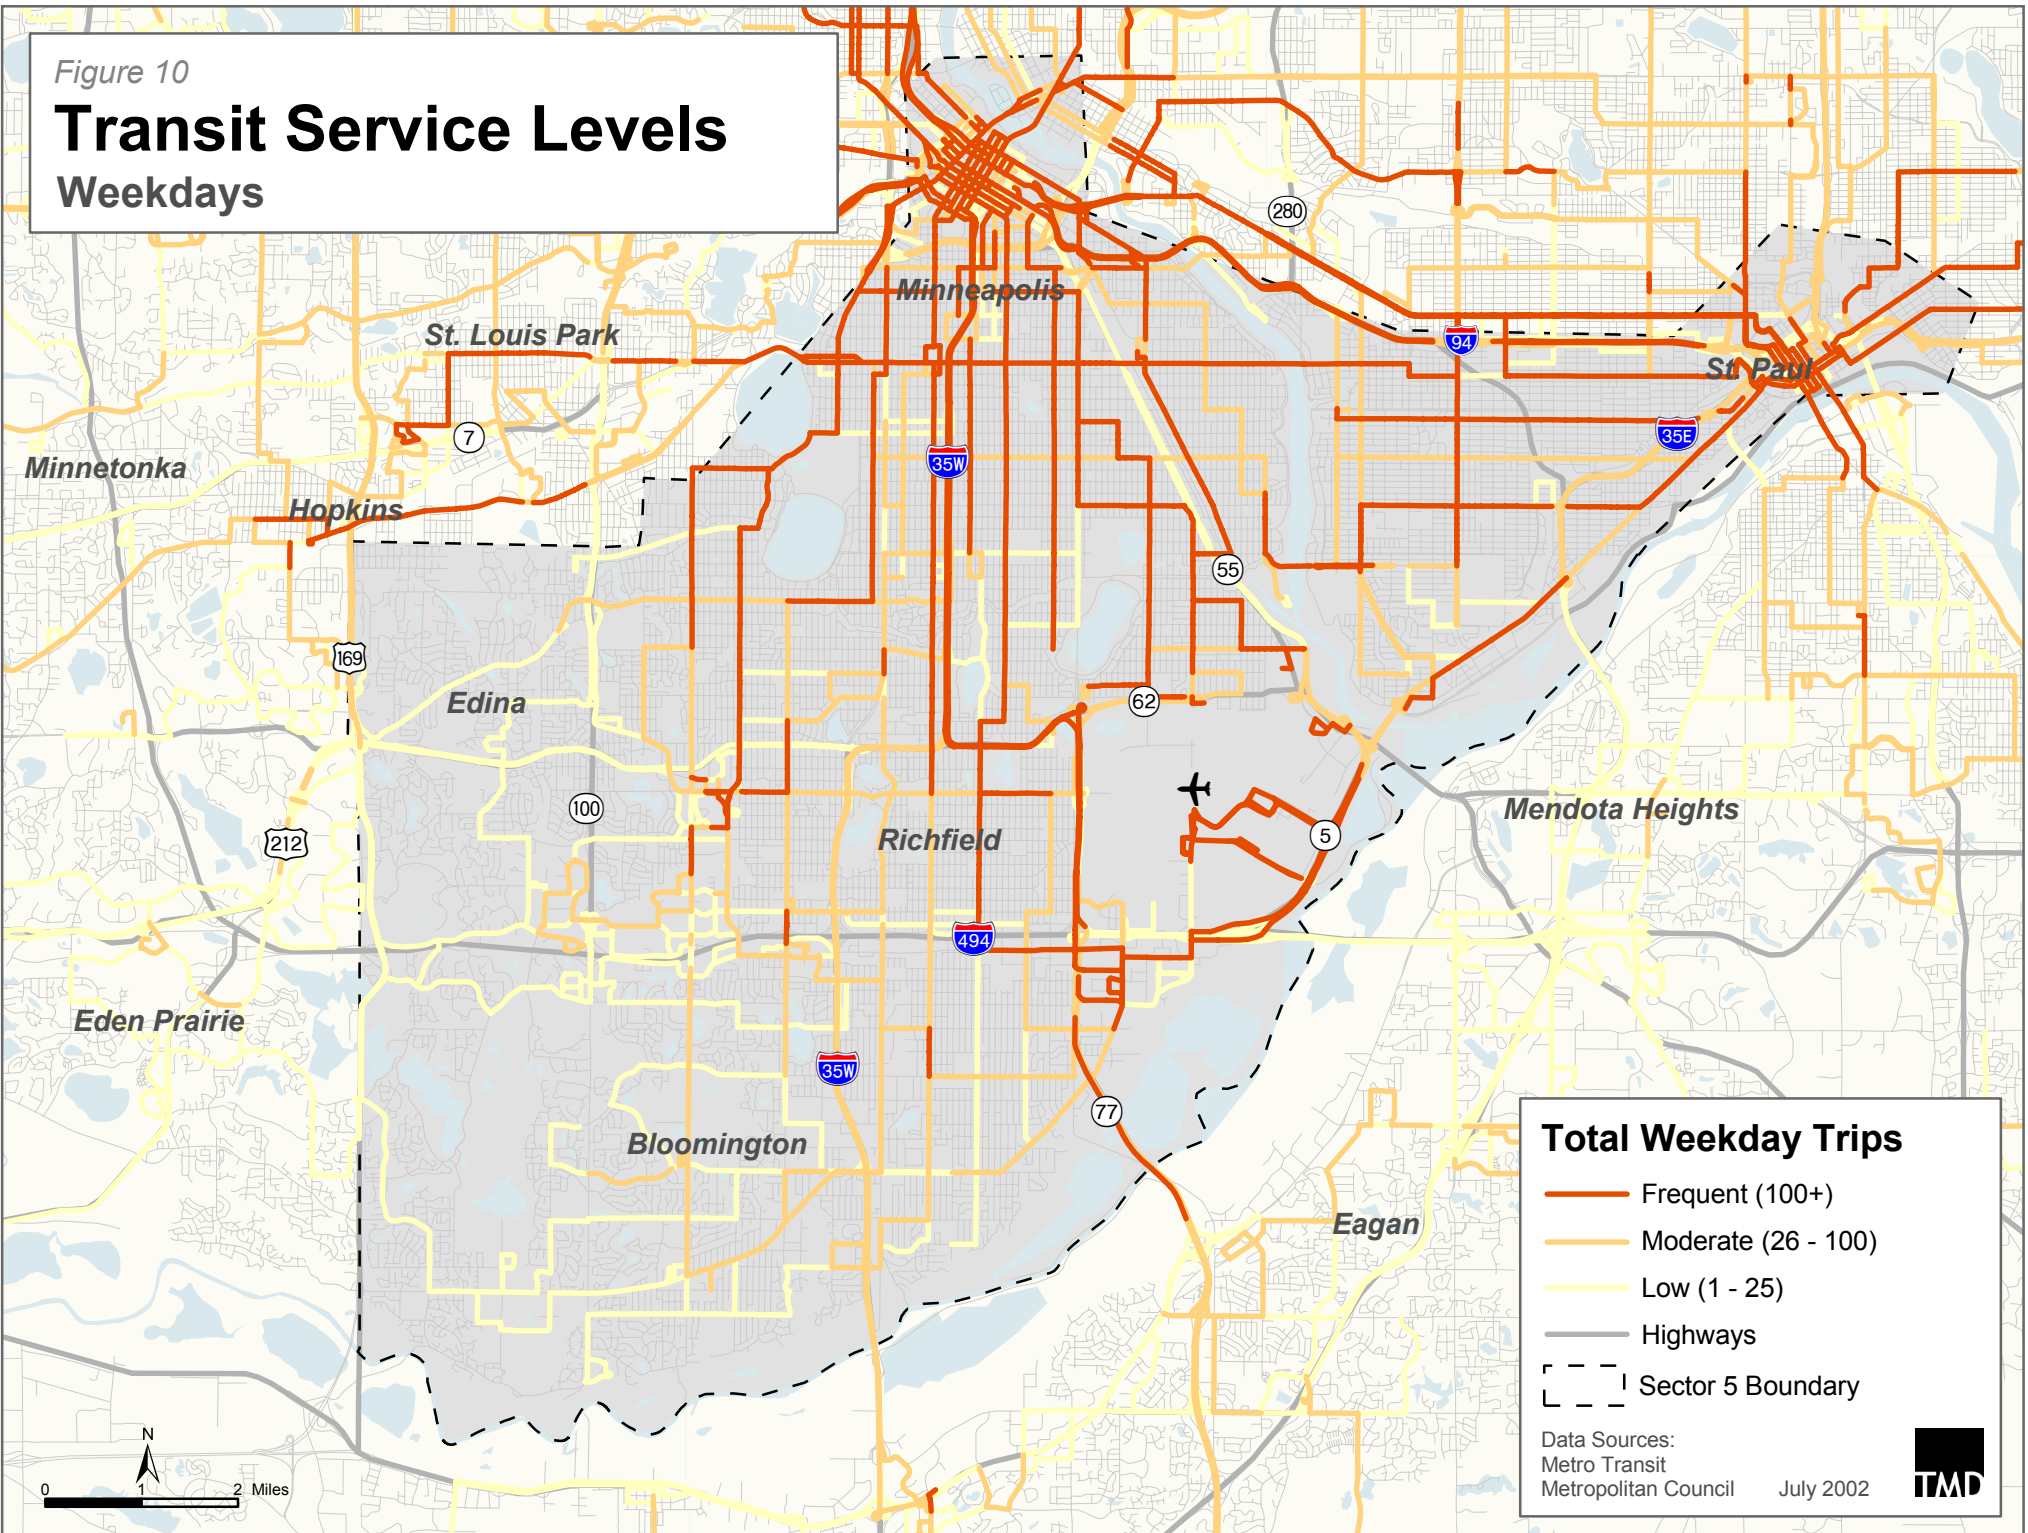 Figure 10
Transit Service Levels
Weekdays
280
Minneapolis
St. Louis Park
94
St. Paul
7
35E
Minnetonka
35W
Hopkins
55
169
Edina
62
100
Mendota Heights
212
Richfield
5
494
Eden Prairie
35W
77
Bloomington
Eagan
Total Weekday Trips
Frequent (100+)
Moderate (26 - 100)
Low (1 - 25)
Highways
Sector 5 Boundary
Data Sources:
Metro Transit
Metropolitan Council July 2002
TMD
N
0 1 2 Miles